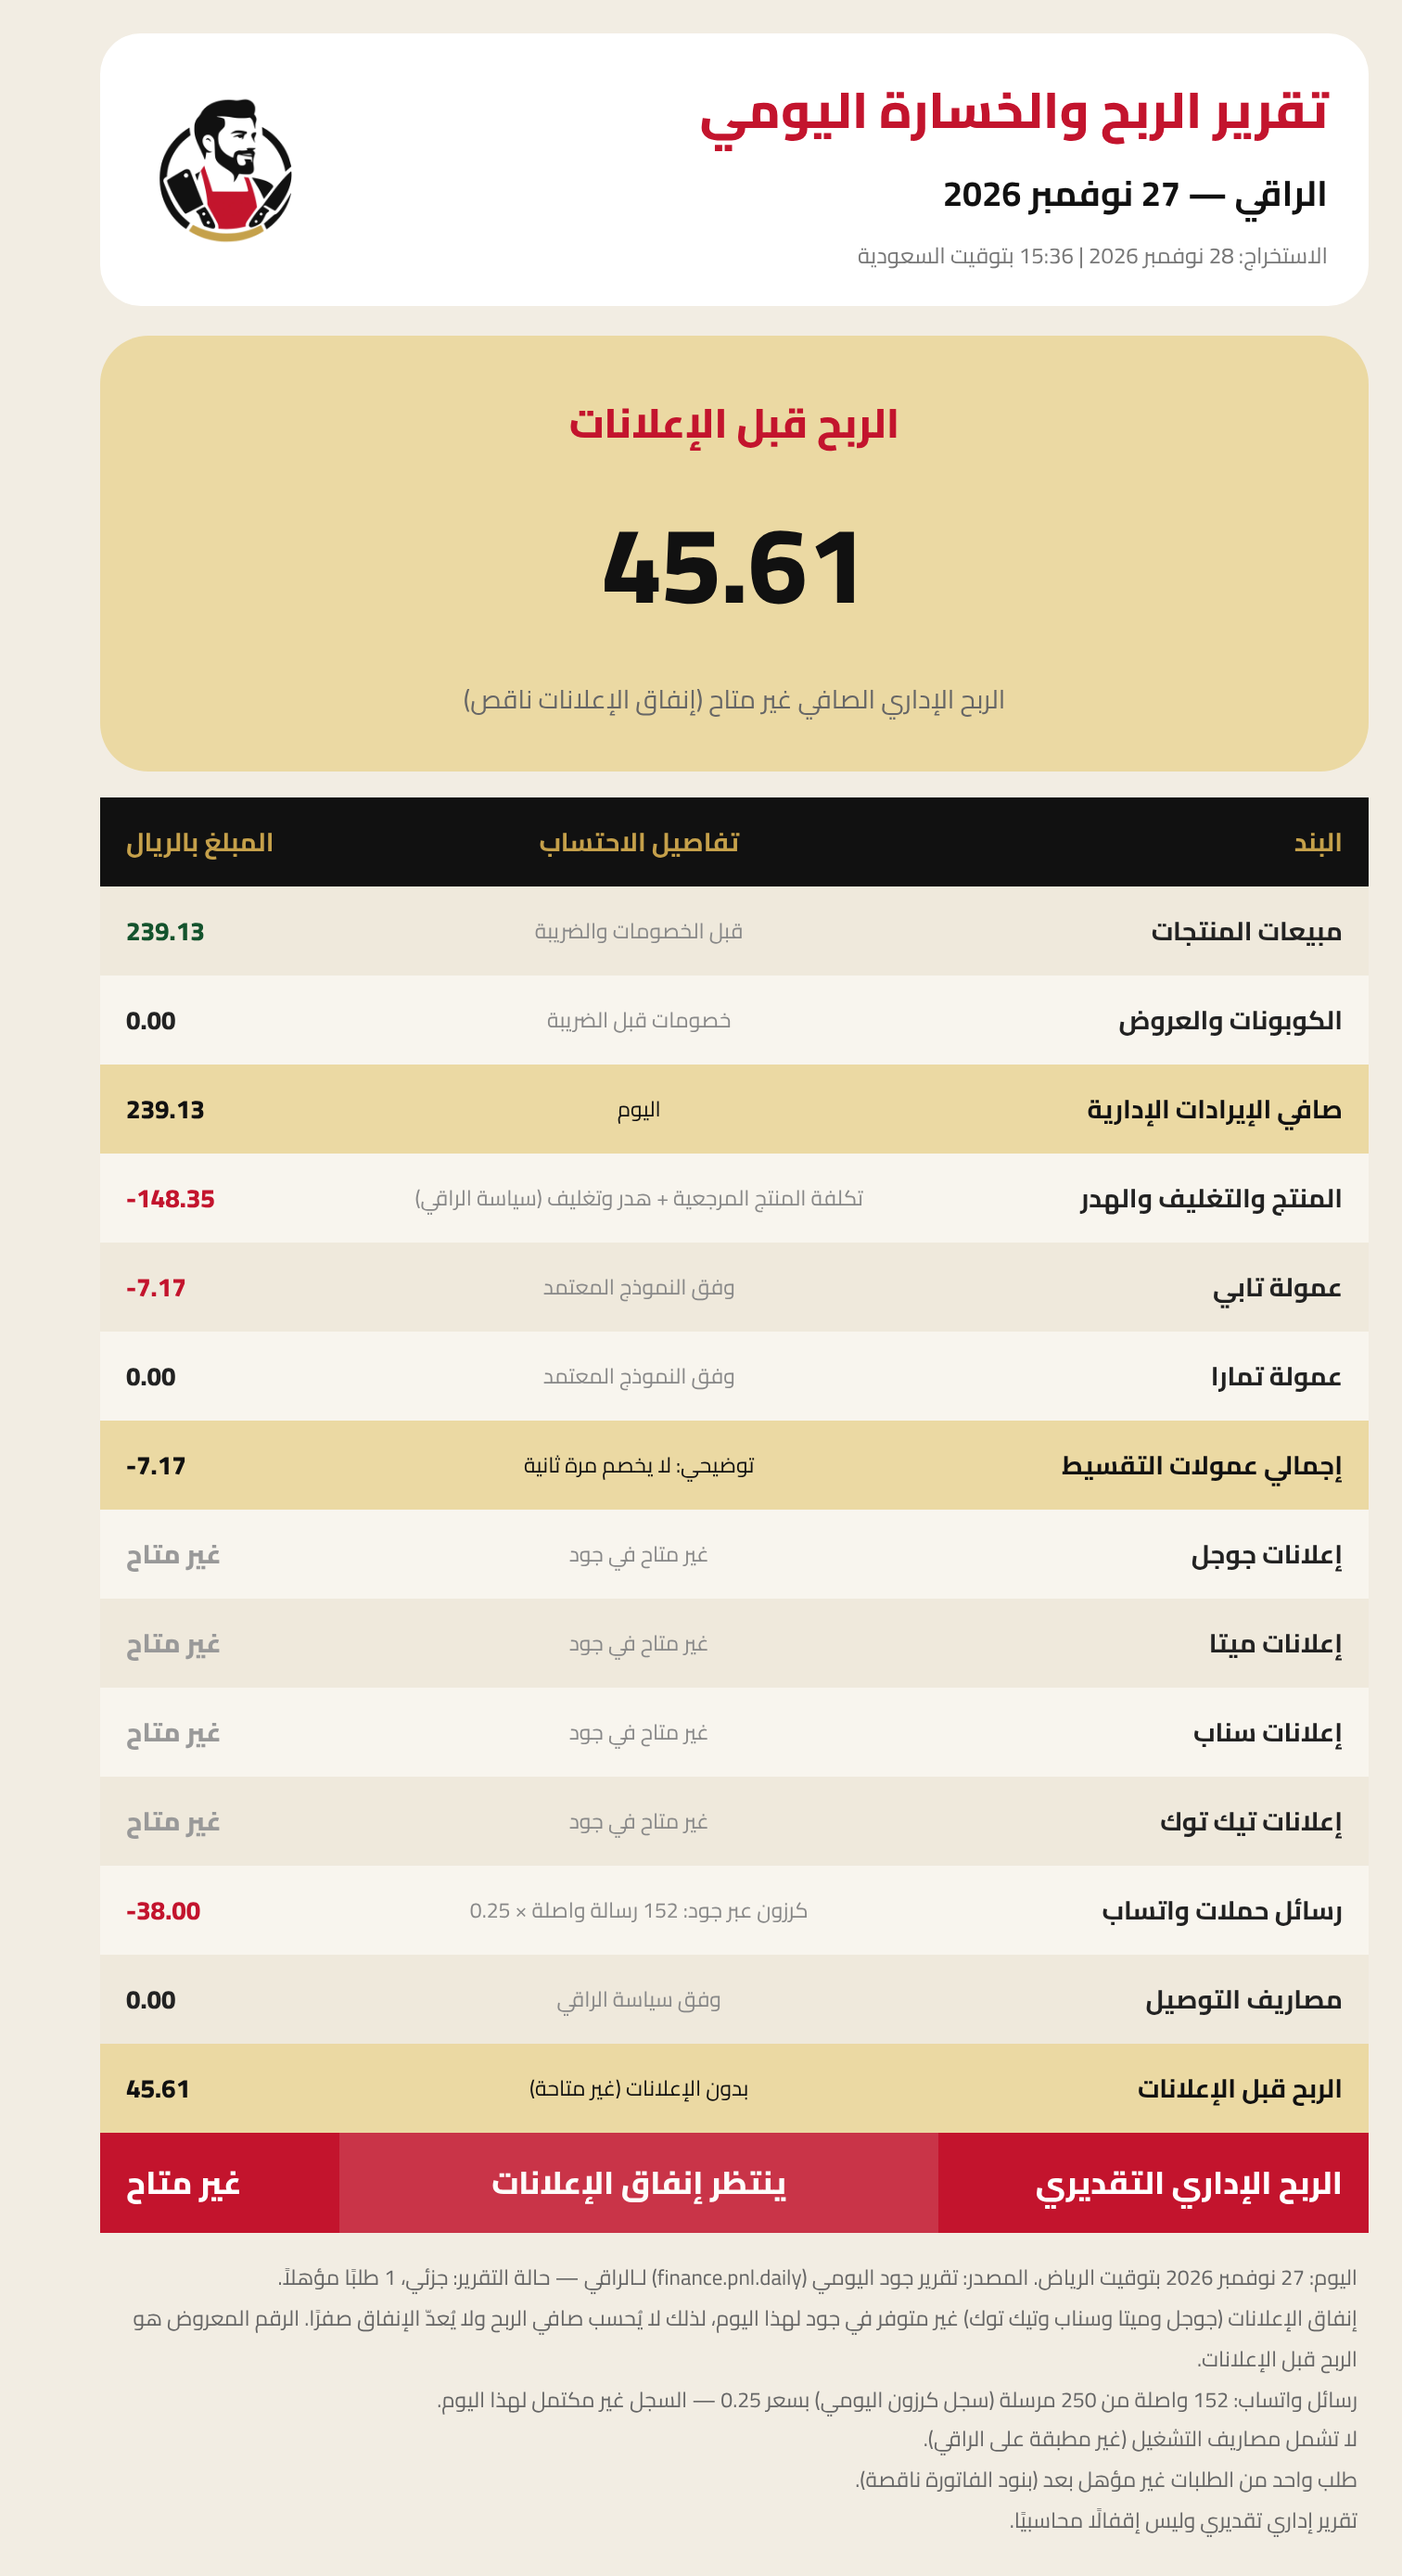 تقرير الربح والخسارة اليومي
الراقي — 27 نوفمبر 2026
الاستخراج: 28 نوفمبر 2026 | 15:36 بتوقيت السعودية
الربح قبل الإعلانات
45.61
الربح الإداري الصافي غير متاح (إنفاق الإعلانات ناقص)
البند تفاصيل الاحتساب المبلغ بالريال
مبيعات المنتجات قبل الخصومات والضريبة 239.13
الكوبونات والعروض خصومات قبل الضريبة 0.00
صافي الإيرادات الإدارية اليوم 239.13
المنتج والتغليف والهدر تكلفة المنتج المرجعية + هدر وتغليف (سياسة الراقي) -148.35
عمولة تابي وفق النموذج المعتمد -7.17
عمولة تمارا وفق النموذج المعتمد 0.00
إجمالي عمولات التقسيط توضيحي: لا يخصم مرة ثانية -7.17
إعلانات جوجل غير متاح في جود غير متاح
إعلانات ميتا غير متاح في جود غير متاح
إعلانات سناب غير متاح في جود غير متاح
إعلانات تيك توك غير متاح في جود غير متاح
رسائل حملات واتساب كرزون عبر جود: 152 رسالة واصلة × 0.25 -38.00
مصاريف التوصيل وفق سياسة الراقي 0.00
الربح قبل الإعلانات بدون الإعلانات (غير متاحة) 45.61
الربح الإداري التقديري ينتظر إنفاق الإعلانات غير متاح
اليوم: 27 نوفمبر 2026 بتوقيت الرياض. المصدر: تقرير جود اليومي (finance.pnl.daily) لـالراقي — حالة التقرير: جزئي، 1 طلبًا مؤهلاً.
إنفاق الإعلانات (جوجل وميتا وسناب وتيك توك) غير متوفر في جود لهذا اليوم، لذلك لا يُحسب صافي الربح ولا يُعدّ الإنفاق صفرًا. الرقم المعروض هو
الربح قبل الإعلانات.
رسائل واتساب: 152 واصلة من 250 مرسلة (سجل كرزون اليومي) بسعر 0.25 — السجل غير مكتمل لهذا اليوم.
لا تشمل مصاريف التشغيل (غير مطبقة على الراقي).
طلب واحد من الطلبات غير مؤهل بعد (بنود الفاتورة ناقصة).
تقرير إداري تقديري وليس إقفالًا محاسبيًا.